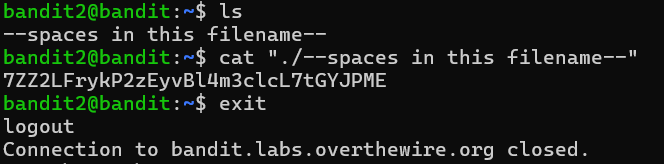 bandit2@bandit:~$ ls
--spaces in this filename--
bandit2@bandit:~$ cat "./--spaces in this filename--"
7ZZ2LFrykP2zEyvBl4m3clcL7tGYJPME
bandit2@bandit:~$ exit
logout
Connection to bandit.labs.overthewire.org closed.